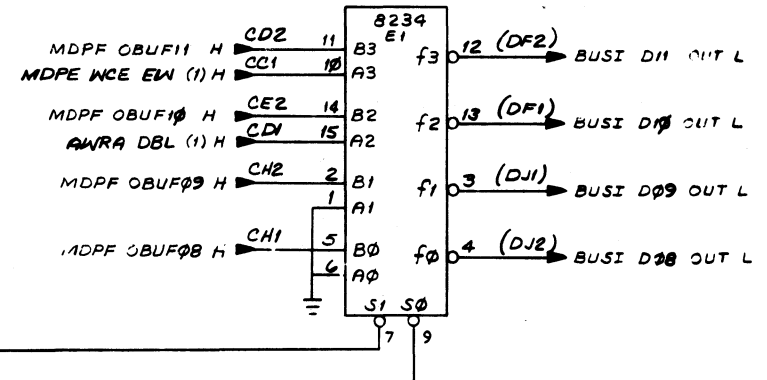 8234
E1
MDPF OBUF11 H CD2 11 B3 f3 12 (DF2) BUSI D11 OUT L
MDPE WCE EW (1) H CC1 10 A3
MDPF OBUF10 H CE2 14 B2 f2 13 (DF1) BUSI D10 OUT L
AWRA DBL (1) H CD1 15 A2
MDPF OBUF09 H CH2 2 B1 f1 3 (DJ1) BUSI D09 OUT L
1 A1
MDPF OBUF08 H CH1 5 B0 f0 4 (DJ2) BUSI D08 OUT L
6 A0
S1 S0
7 9